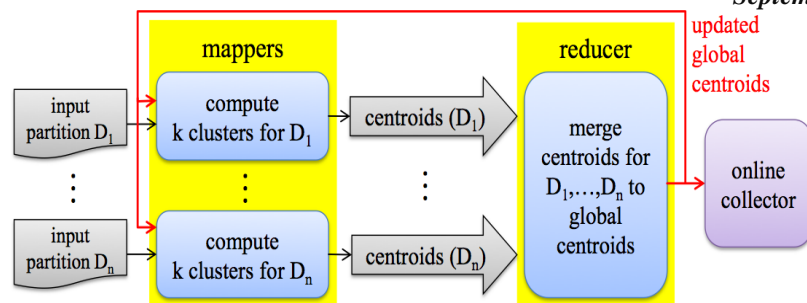 Septem
updated
global
centroids
mappers
reducer
input
partition D₁
compute
k clusters for D₁
centroids (D₁)
merge
centroids for
D₁,…,Dₙ to
global
centroids
online
collector
input
partition Dₙ
compute
k clusters for Dₙ
centroids (Dₙ)